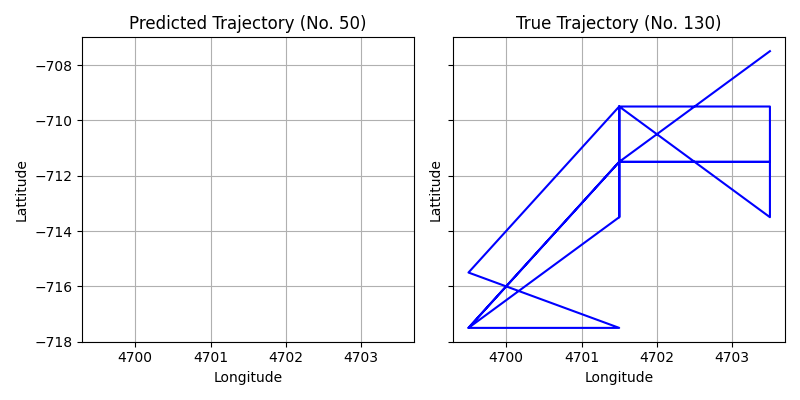 Predicted Trajectory (No. 50)
True Trajectory (No. 130)
−708
−710
−712
−714
−716
−718
Lattitude
Lattitude
4700 4701 4702 4703
4700 4701 4702 4703
Longitude
Longitude